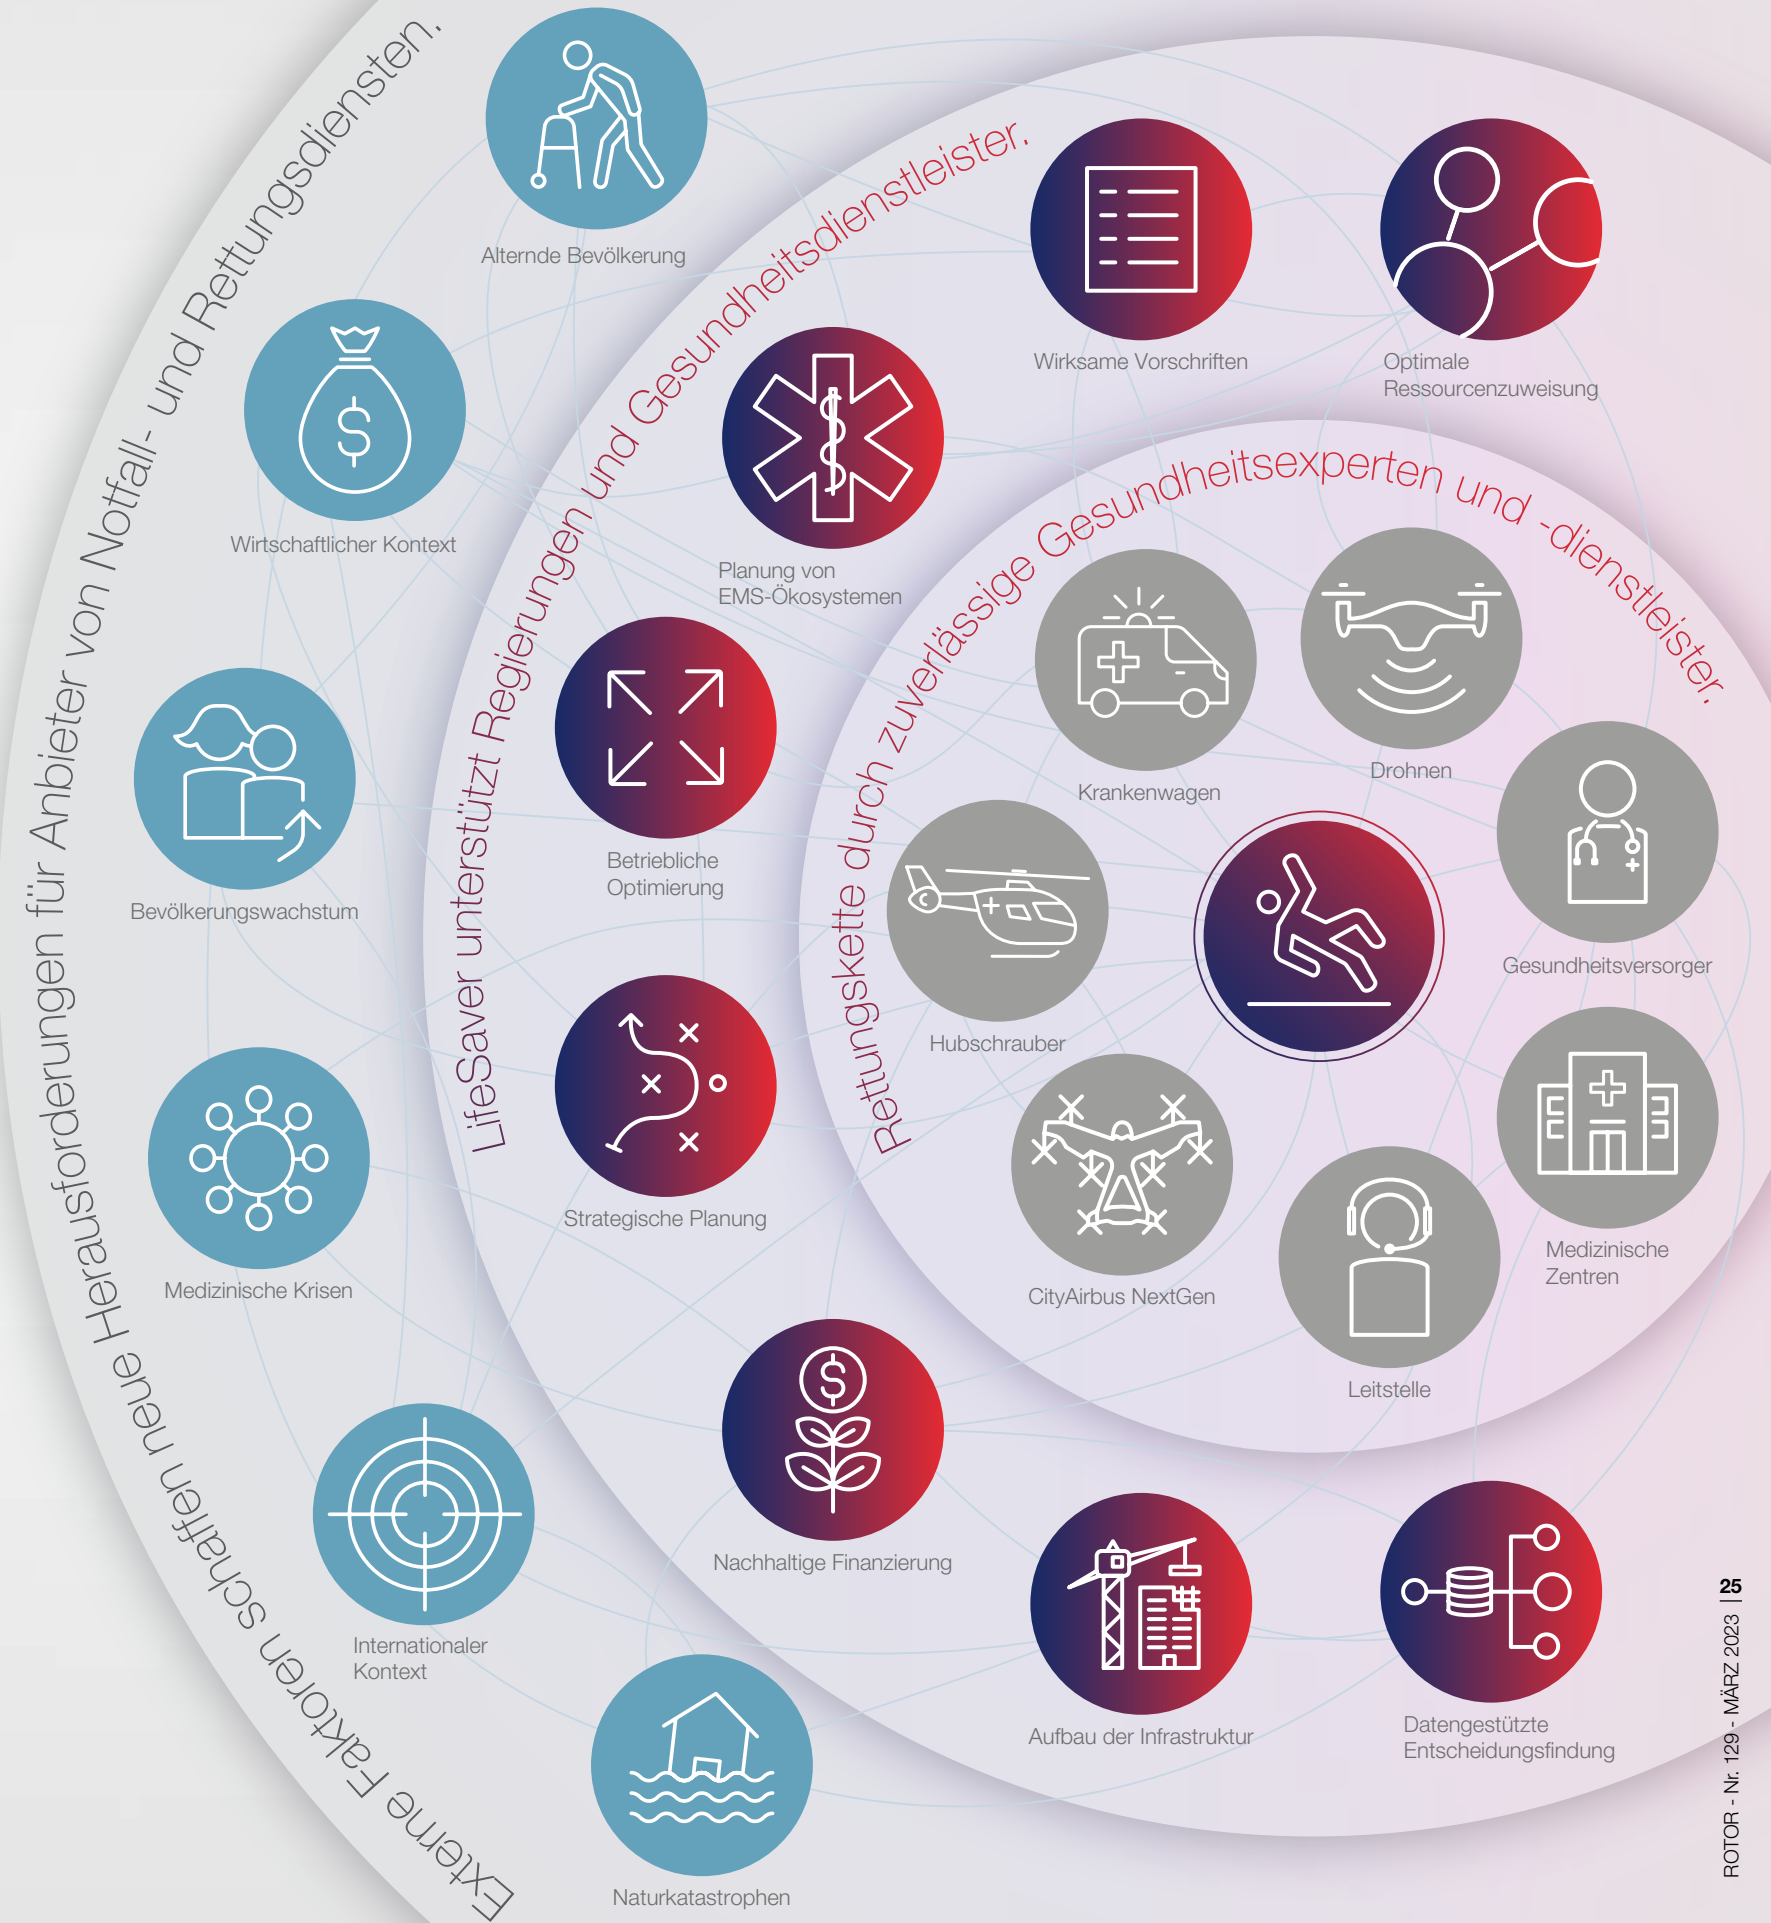 Externe Faktoren schaffen neue Herausforderungen für Anbieter von Notfall- und Rettungsdiensten.
Alternde Bevölkerung
Wirtschaftlicher Kontext
$
Bevölkerungswachstum
Medizinische Krisen
Internationaler
Kontext
Naturkatastrophen
LifeSaver unterstützt Regierungen und Gesundheitsdienstleister.
Wirksame Vorschriften
Optimale
Ressourcenzuweisung
Planung von
EMS-Ökosystemen
Betriebliche
Optimierung
Strategische Planung
$
Nachhaltige Finanzierung
Aufbau der Infrastruktur
Datengestützte
Entscheidungsfindung
Rettungskette durch zuverlässige Gesundheitsexperten und -dienstleister.
Krankenwagen
Drohnen
Gesundheitsversorger
Hubschrauber
CityAirbus NextGen
Leitstelle
Medizinische
Zentren
ROTOR - Nr. 129 - MÄRZ 2023 | 25